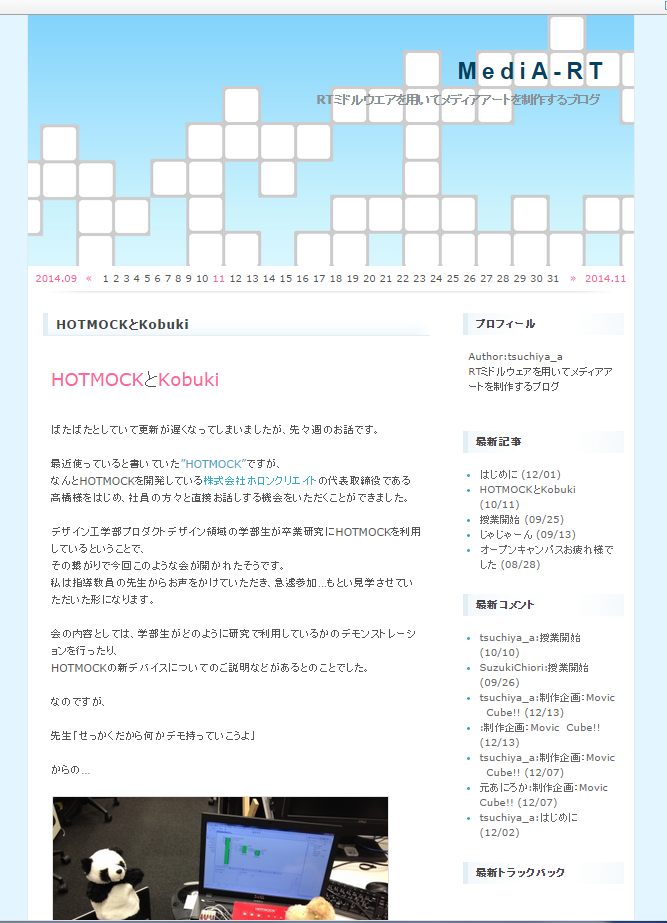 MediA-RT
RTミドルウエアを用いてメディアアートを制作するブログ
2014.09 « 1 2 3 4 5 6 7 8 9 10 11 12 13 14 15 16 17 18 19 20 21 22 23 24 25 26 27 28 29 30 31 » 2014.11
HOTMOCKとKobuki
HOTMOCKとKobuki
ばたばたとしていて更新が遅くなってしまいましたが、先々週のお話です。
最近使っていると書いていた"HOTMOCK"ですが、
なんとHOTMOCKを開発している株式会社ホロンクリエイトの代表取締役である
高橋様をはじめ、社員の方々と直接お話しする機会をいただくことができました。
デザイン工学部プロダクトデザイン領域の学部生が卒業研究にHOTMOCKを利用
しているということで、
その繋がりで今回このような会が開かれたそうです。
私は指導教員の先生からお声をかけていただき、急遽参加...もとい見学させてい
ただいた形になります。
会の内容としては、学部生がどのように研究で利用しているかのデモンストレーシ
ョンを行ったり、
HOTMOCKの新デバイスについてのご説明などがあるとのことでした。
なのですが、
先生「せっかくだから何かデモ持っていこうよ」
からの...
プロフィール
Author:tsuchiya_a
RTミドルウェアを用いてメディアア
ートを制作するブログ
最新記事
はじめに (12/01)
HOTMOCKとKobuki
(10/11)
授業開始 (09/25)
じゃじゃーん (09/13)
オープンキャンパスお疲れ様で
した (08/28)
最新コメント
tsuchiya_a:授業開始
(10/10)
SuzukiChiori:授業開始
(09/26)
tsuchiya_a:制作企画：Movic
Cube!! (12/13)
:制作企画：Movic Cube!!
(12/13)
tsuchiya_a:制作企画：Movic
Cube!! (12/07)
元あにろか:制作企画：Movic
Cube!! (12/07)
tsuchiya_a:はじめに
(12/02)
最新トラックバック